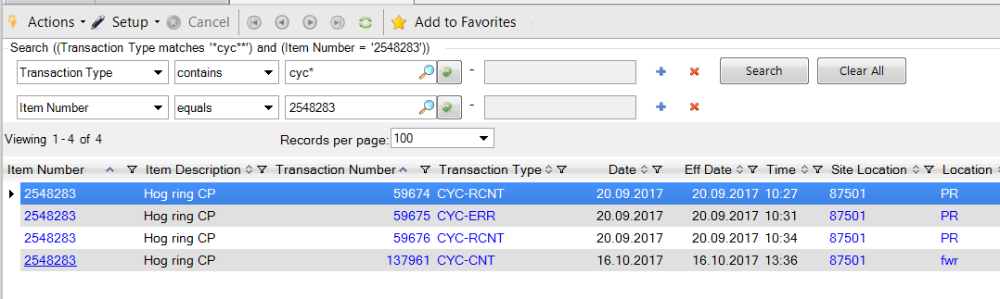 Actions Setup Cancel Add to Favorites
Search ((Transaction Type matches '*cyc**') and (Item Number = '2548283'))
Transaction Type contains cyc* - Search Clear All
Item Number equals 2548283 -
Viewing 1 - 4 of 4 Records per page: 100
Item Number Item Description Transaction Number Transaction Type Date Eff Date Time Site Location Location
2548283 Hog ring CP 59674 CYC-RCNT 20.09.2017 20.09.2017 10:27 87501 PR
2548283 Hog ring CP 59675 CYC-ERR 20.09.2017 20.09.2017 10:31 87501 PR
2548283 Hog ring CP 59676 CYC-RCNT 20.09.2017 20.09.2017 10:34 87501 PR
2548283 Hog ring CP 137961 CYC-CNT 16.10.2017 16.10.2017 13:36 87501 fwr